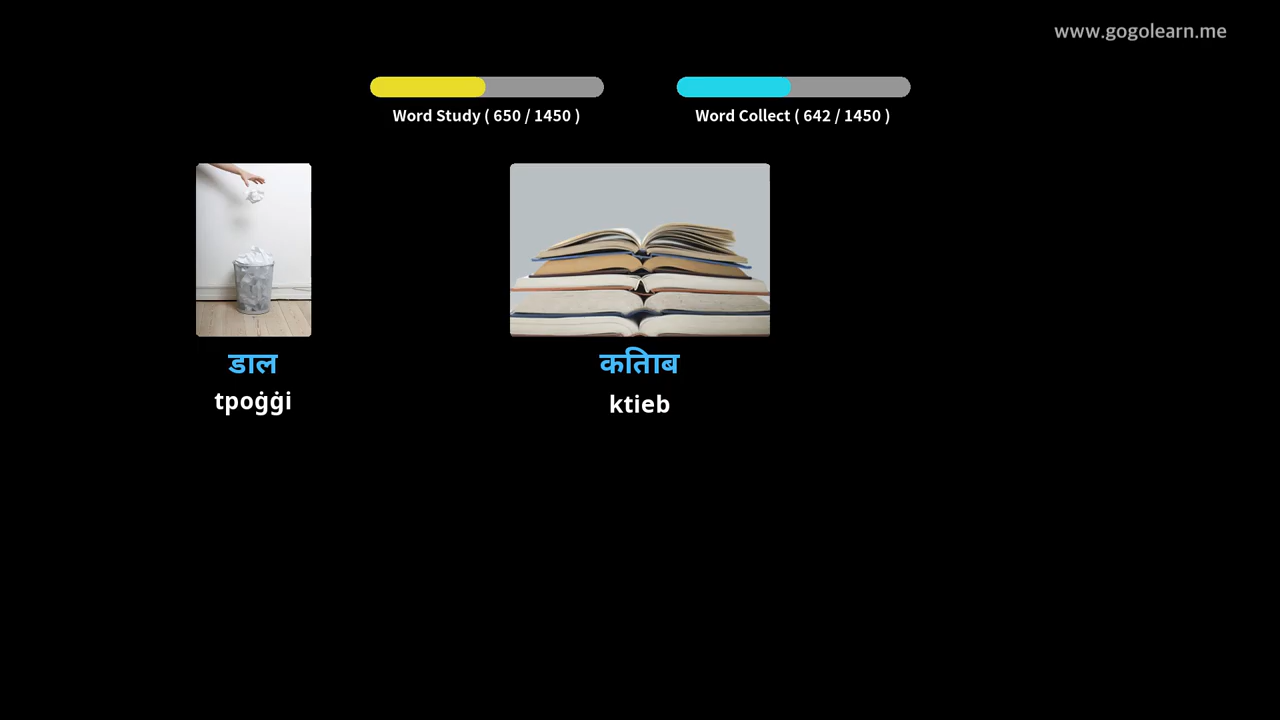 www.gogolearn.me
Word Study ( 650 / 1450 )
Word Collect ( 642 / 1450 )
डाल
tpoġġi
किताब
ktieb